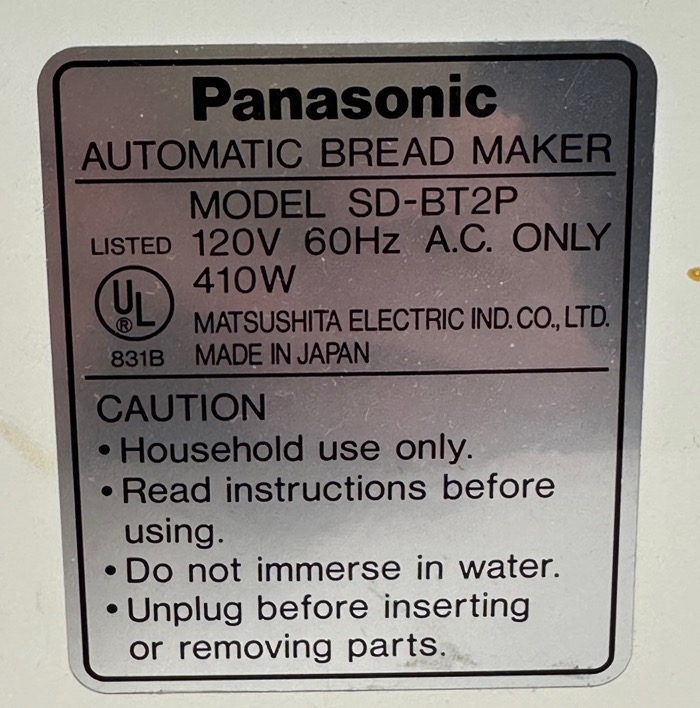 Panasonic
AUTOMATIC BREAD MAKER
MODEL SD-BT2P
LISTED 120V 60Hz A.C. ONLY
UL 410W
® MATSUSHITA ELECTRIC IND. CO., LTD.
831B MADE IN JAPAN
CAUTION
• Household use only.
• Read instructions before
using.
• Do not immerse in water.
• Unplug before inserting
or removing parts.